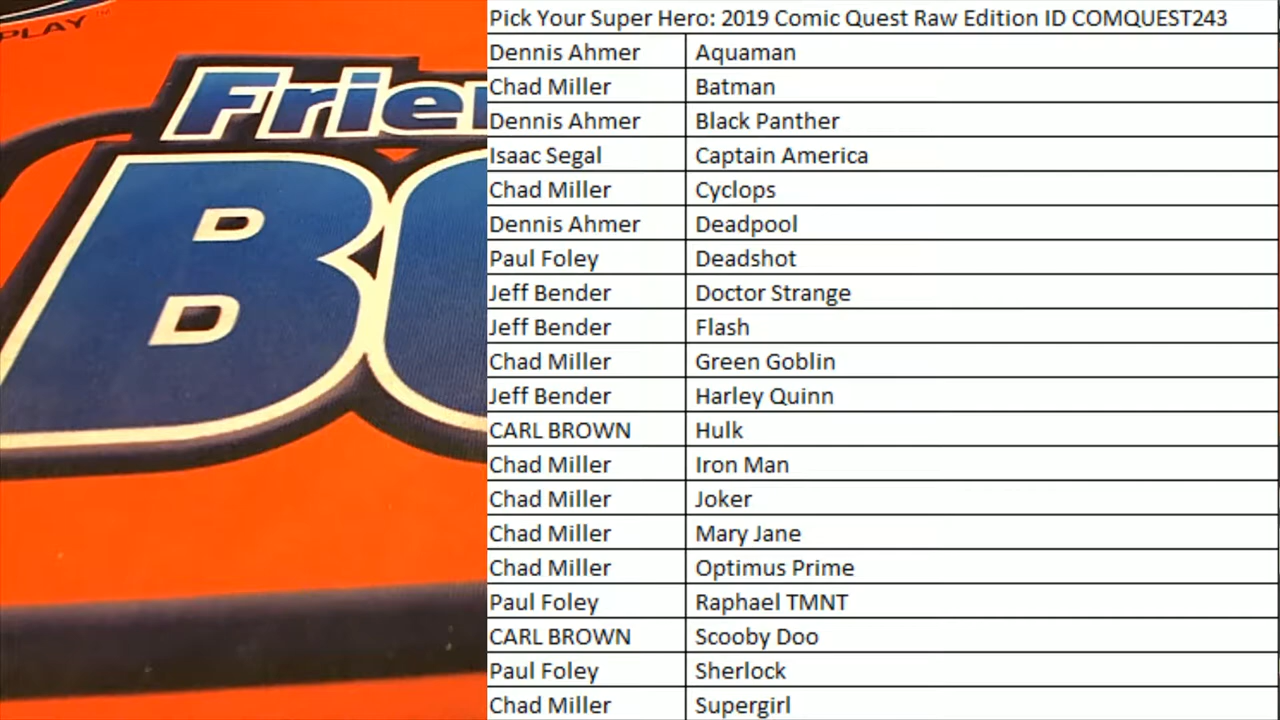 PLAY
Pick Your Super Hero: 2019 Comic Quest Raw Edition ID COMQUEST243
Dennis Ahmer Aquaman
Chad Miller Batman
Dennis Ahmer Black Panther
Isaac Segal Captain America
Chad Miller Cyclops
Dennis Ahmer Deadpool
Paul Foley Deadshot
Jeff Bender Doctor Strange
Jeff Bender Flash
Chad Miller Green Goblin
Jeff Bender Harley Quinn
CARL BROWN Hulk
Chad Miller Iron Man
Chad Miller Joker
Chad Miller Mary Jane
Chad Miller Optimus Prime
Paul Foley Raphael TMNT
CARL BROWN Scooby Doo
Paul Foley Sherlock
Chad Miller Supergirl